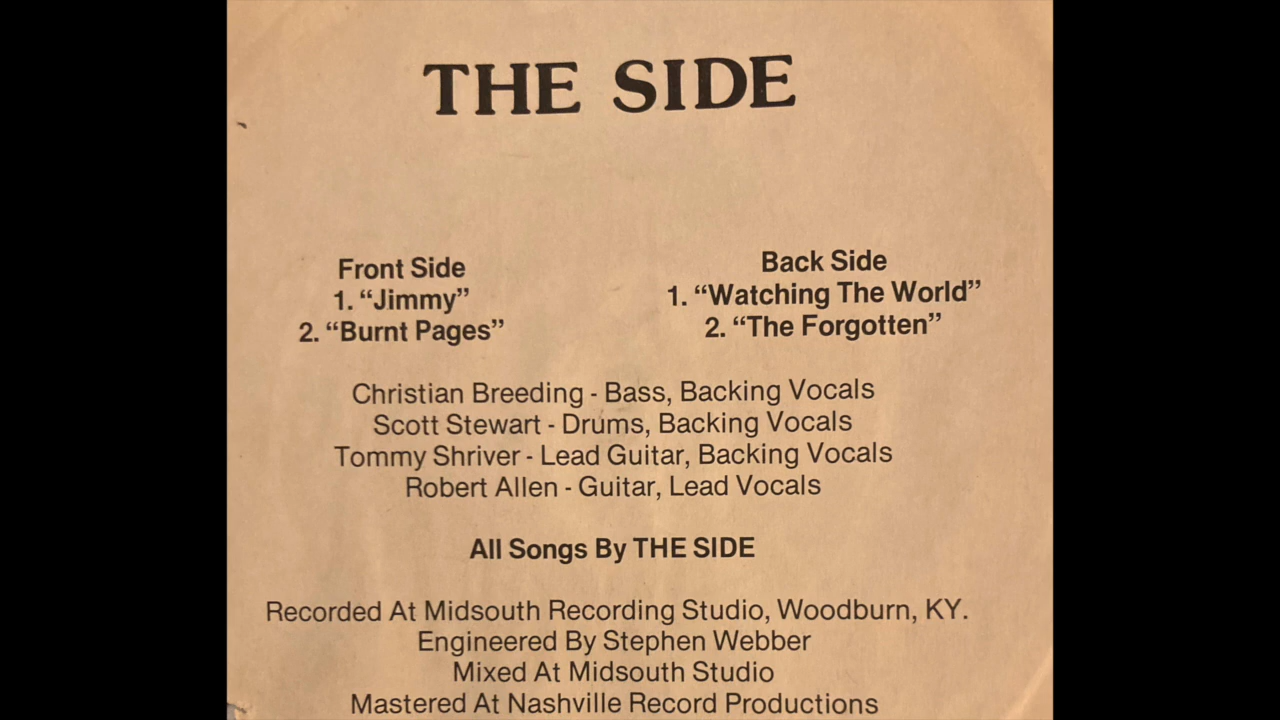 THE SIDE
Front Side
1. “Jimmy”
2. “Burnt Pages”
Back Side
1. “Watching The World”
2. “The Forgotten”
Christian Breeding - Bass, Backing Vocals
Scott Stewart - Drums, Backing Vocals
Tommy Shriver - Lead Guitar, Backing Vocals
Robert Allen - Guitar, Lead Vocals
All Songs By THE SIDE
Recorded At Midsouth Recording Studio, Woodburn, KY.
Engineered By Stephen Webber
Mixed At Midsouth Studio
Mastered At Nashville Record Productions